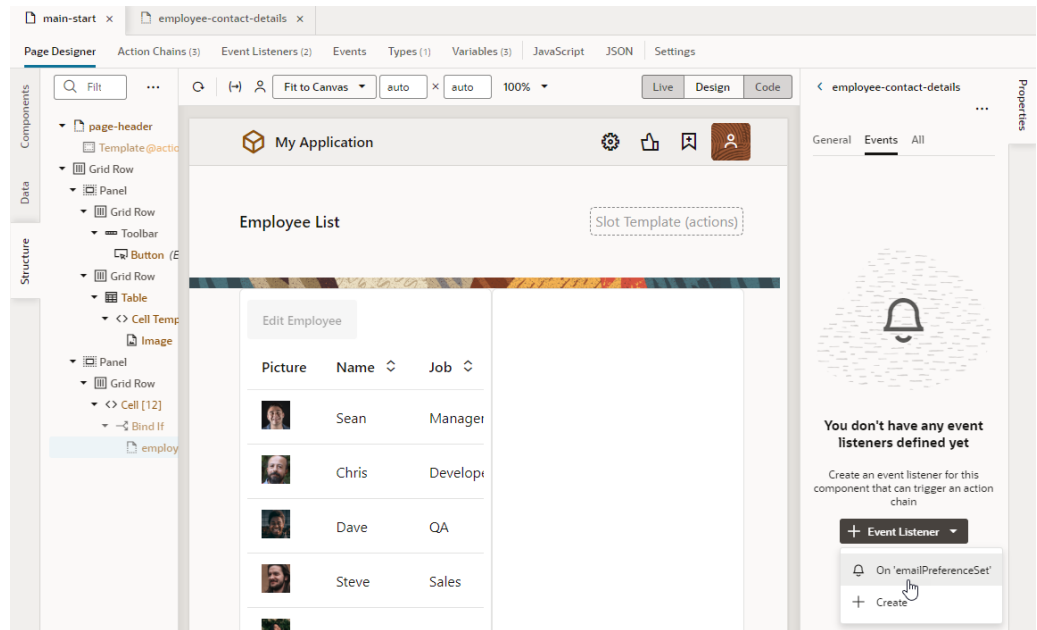 main-start ×
employee-contact-details ×
Page Designer
Action Chains (3)
Event Listeners (2)
Events
Types (1)
Variables (3)
JavaScript
JSON
Settings
Components
Data
Structure
Filt
...
page-header
Template @actio
Grid Row
Panel
Grid Row
Toolbar
Button (E
Grid Row
Table
Cell Temp
Image
Panel
Grid Row
Cell [12]
Bind If
employ
Fit to Canvas
auto
×
auto
100%
Live
Design
Code
My Application
Employee List
Slot Template (actions)
Edit Employee
Picture
Name
Job
Sean
Manager
Chris
Develope
Dave
QA
Steve
Sales
employee-contact-details
...
General
Events
All
You don't have any event
listeners defined yet
Create an event listener for this
component that can trigger an action
chain
+ Event Listener
On 'emailPreferenceSet'
+ Create
Properties